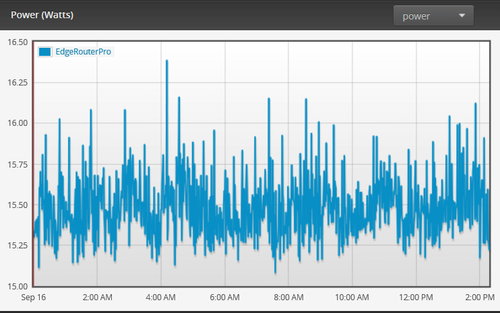 Power (Watts)
power
16.50
EdgeRouterPro
16.25
16.00
15.75
15.50
15.25
15.00
Sep 16 2:00 AM 4:00 AM 6:00 AM 8:00 AM 10:00 AM 12:00 PM 2:00 PM